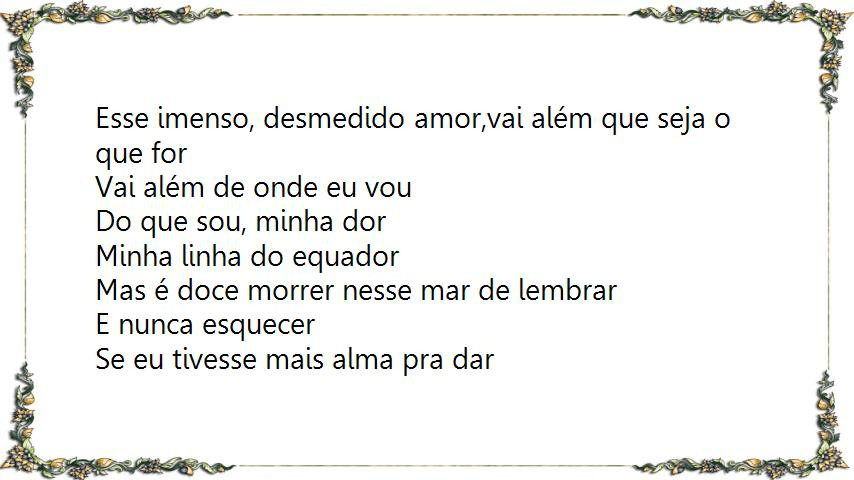 Esse imenso, desmedido amor,vai além que seja o
que for
Vai além de onde eu vou
Do que sou, minha dor
Minha linha do equador
Mas é doce morrer nesse mar de lembrar
E nunca esquecer
Se eu tivesse mais alma pra dar